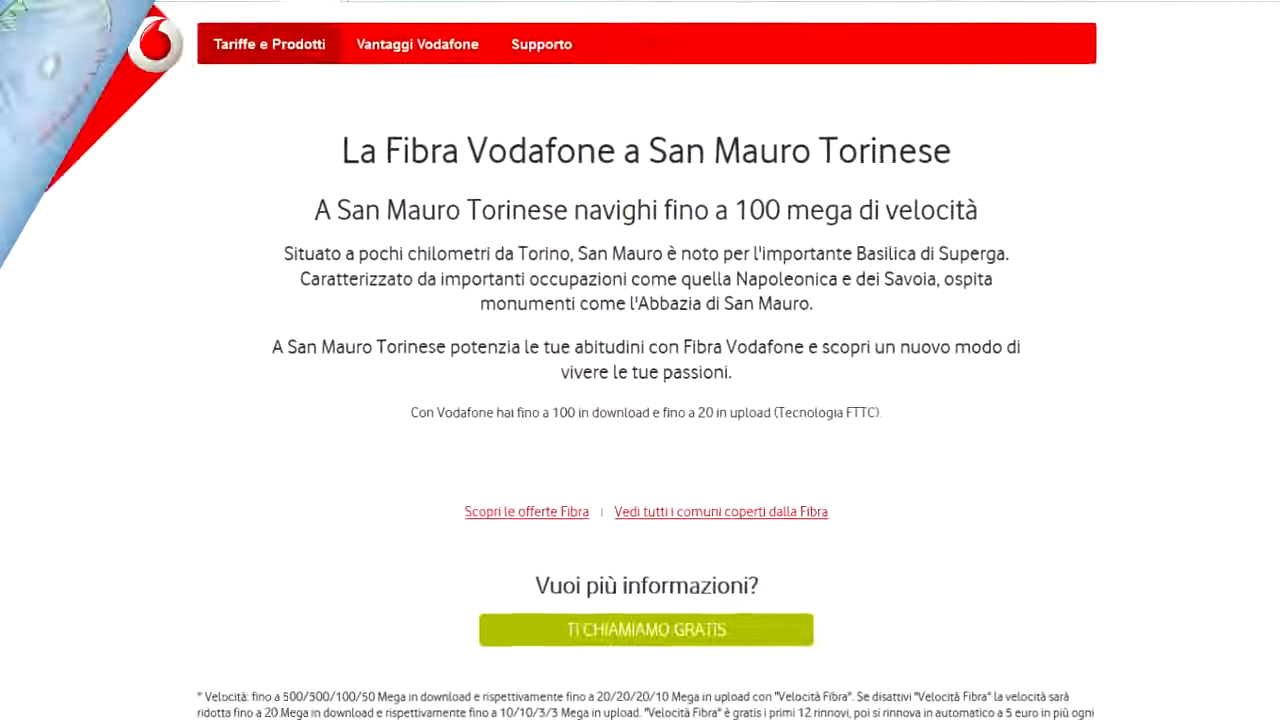 Tariffe e Prodotti Vantaggi Vodafone Supporto
La Fibra Vodafone a San Mauro Torinese
A San Mauro Torinese navighi fino a 100 mega di velocità
Situato a pochi chilometri da Torino, San Mauro è noto per l'importante Basilica di Superga.
Caratterizzato da importanti occupazioni come quella Napoleonica e dei Savoia, ospita
monumenti come l'Abbazia di San Mauro.
A San Mauro Torinese potenzia le tue abitudini con Fibra Vodafone e scopri un nuovo modo di
vivere le tue passioni.
Con Vodafone hai fino a 100 in download e fino a 20 in upload (Tecnologia FTTC).
Scopri le offerte Fibra | Vedi tutti i comuni coperti dalla Fibra
Vuoi più informazioni?
TI CHIAMIAMO GRATIS
* Velocità: fino a 500/300/100/50 Mega in download e rispettivamente fino a 20/20/20/10 Mega in upload con "Velocità Fibra". Se disattivi "Velocità Fibra" la velocità sarà
ridotta fino a 20 Mega in download e rispettivamente fino a 10/10/3/3 Mega in upload. "Velocità Fibra" è gratis i primi 12 rinnovi, poi si rinnova in automatico a 5 euro in più ogni